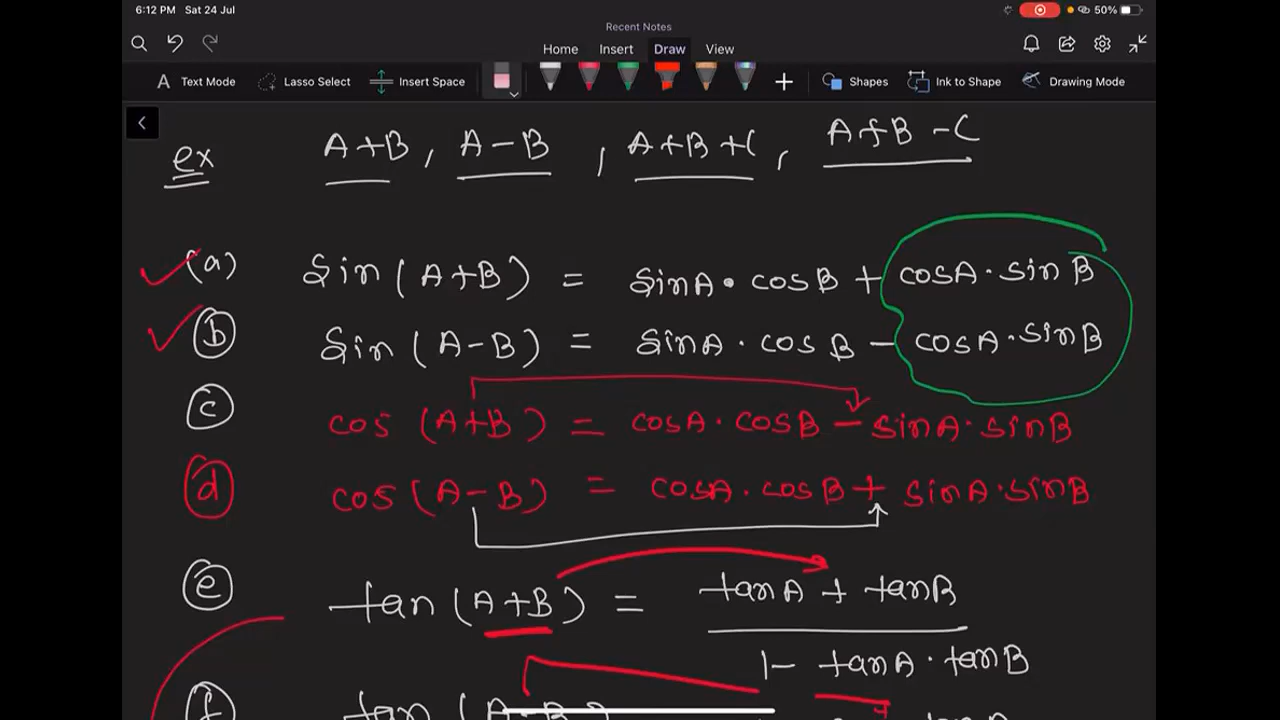 6:12 PM Sat 24 Jul 50%
Recent Notes
Home Insert Draw View
Text Mode Lasso Select Insert Space Shapes Ink to Shape Drawing Mode
ex A+B, A-B, A+B+C, A+B-C
(a) sin(A+B) = sinA·cosB + cosA·sinB
(b) sin(A-B) = sinA·cosB - cosA·sinB
(c) cos(A+B) = cosA·cosB - sinA·sinB
(d) cos(A-B) = cosA·cosB + sinA·sinB
(e) tan(A+B) = tanA + tanB
1- tanA·tanB
(f) tan(A-B)